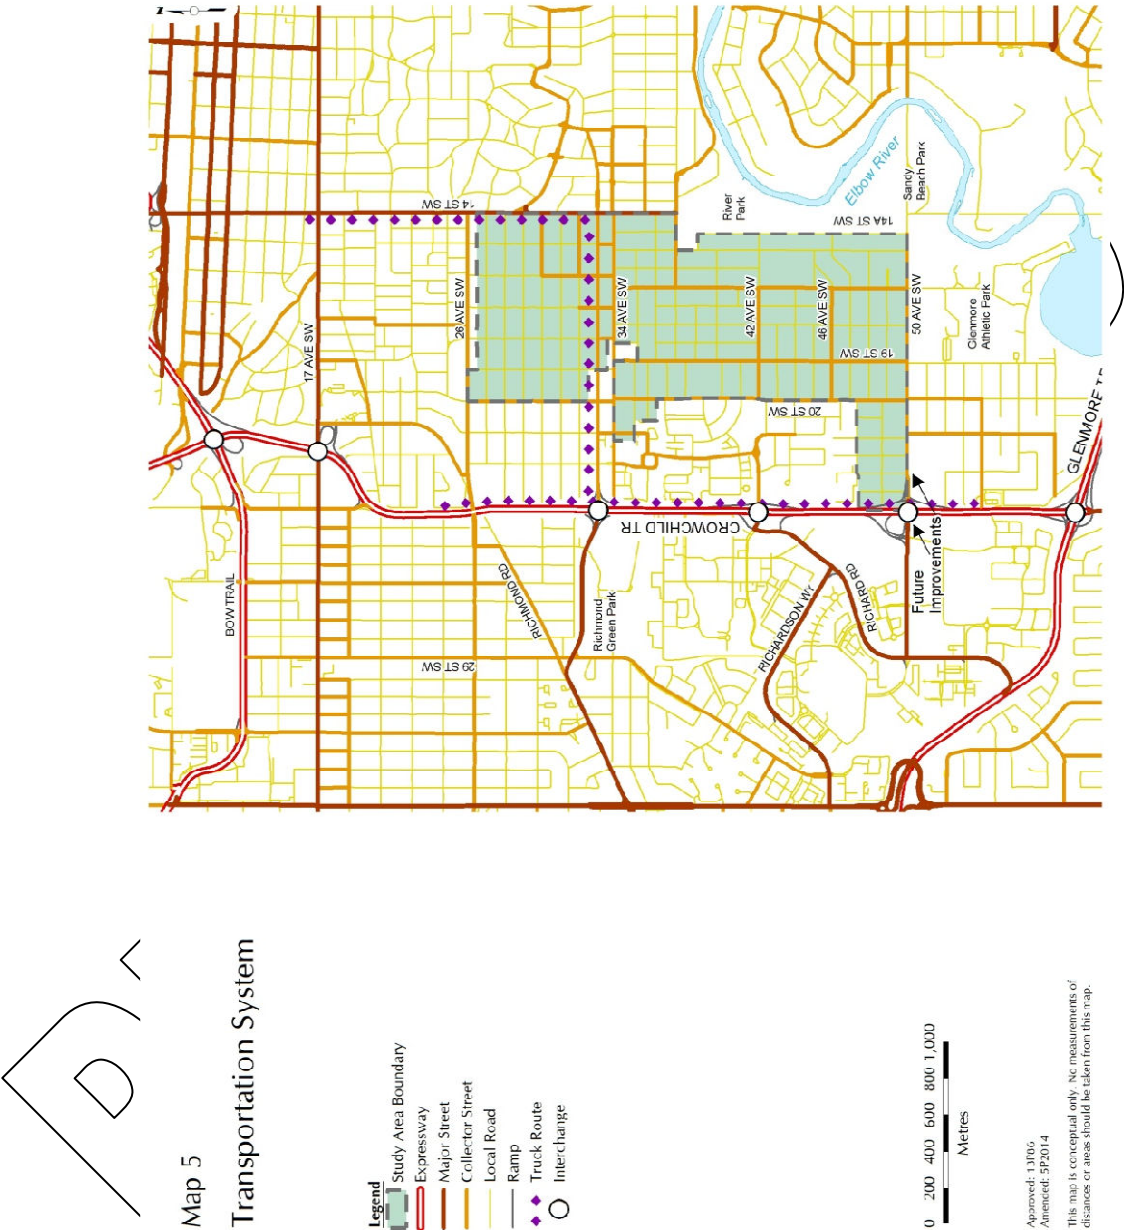 Map 5
Transportation System
Legend
Study Area Boundary
Expressway
Major Street
Collector Street
Local Road
Ramp
Truck Route
Interchange
0 200 400 600 800 1,000
Metres
Approved: 13P86
Amended: 5P2014
This map is conceptual only. No measurements of
distances or areas should be taken from this map.
BOW TRAIL
17 AVE SW
26 AVE SW
34 AVE SW
42 AVE SW
46 AVE SW
50 AVE SW
14 ST SW
14A ST SW
19 ST SW
20 ST SW
29 ST SW
CROWCHILD TR
RICHMOND RD
RICHARDSON WY
RICHARD RD
GLENMORE TR
Richmond
Green Park
River
Park
Elbow River
Sandy
Beach Park
Glenmore
Athletic Park
Future
Improvements